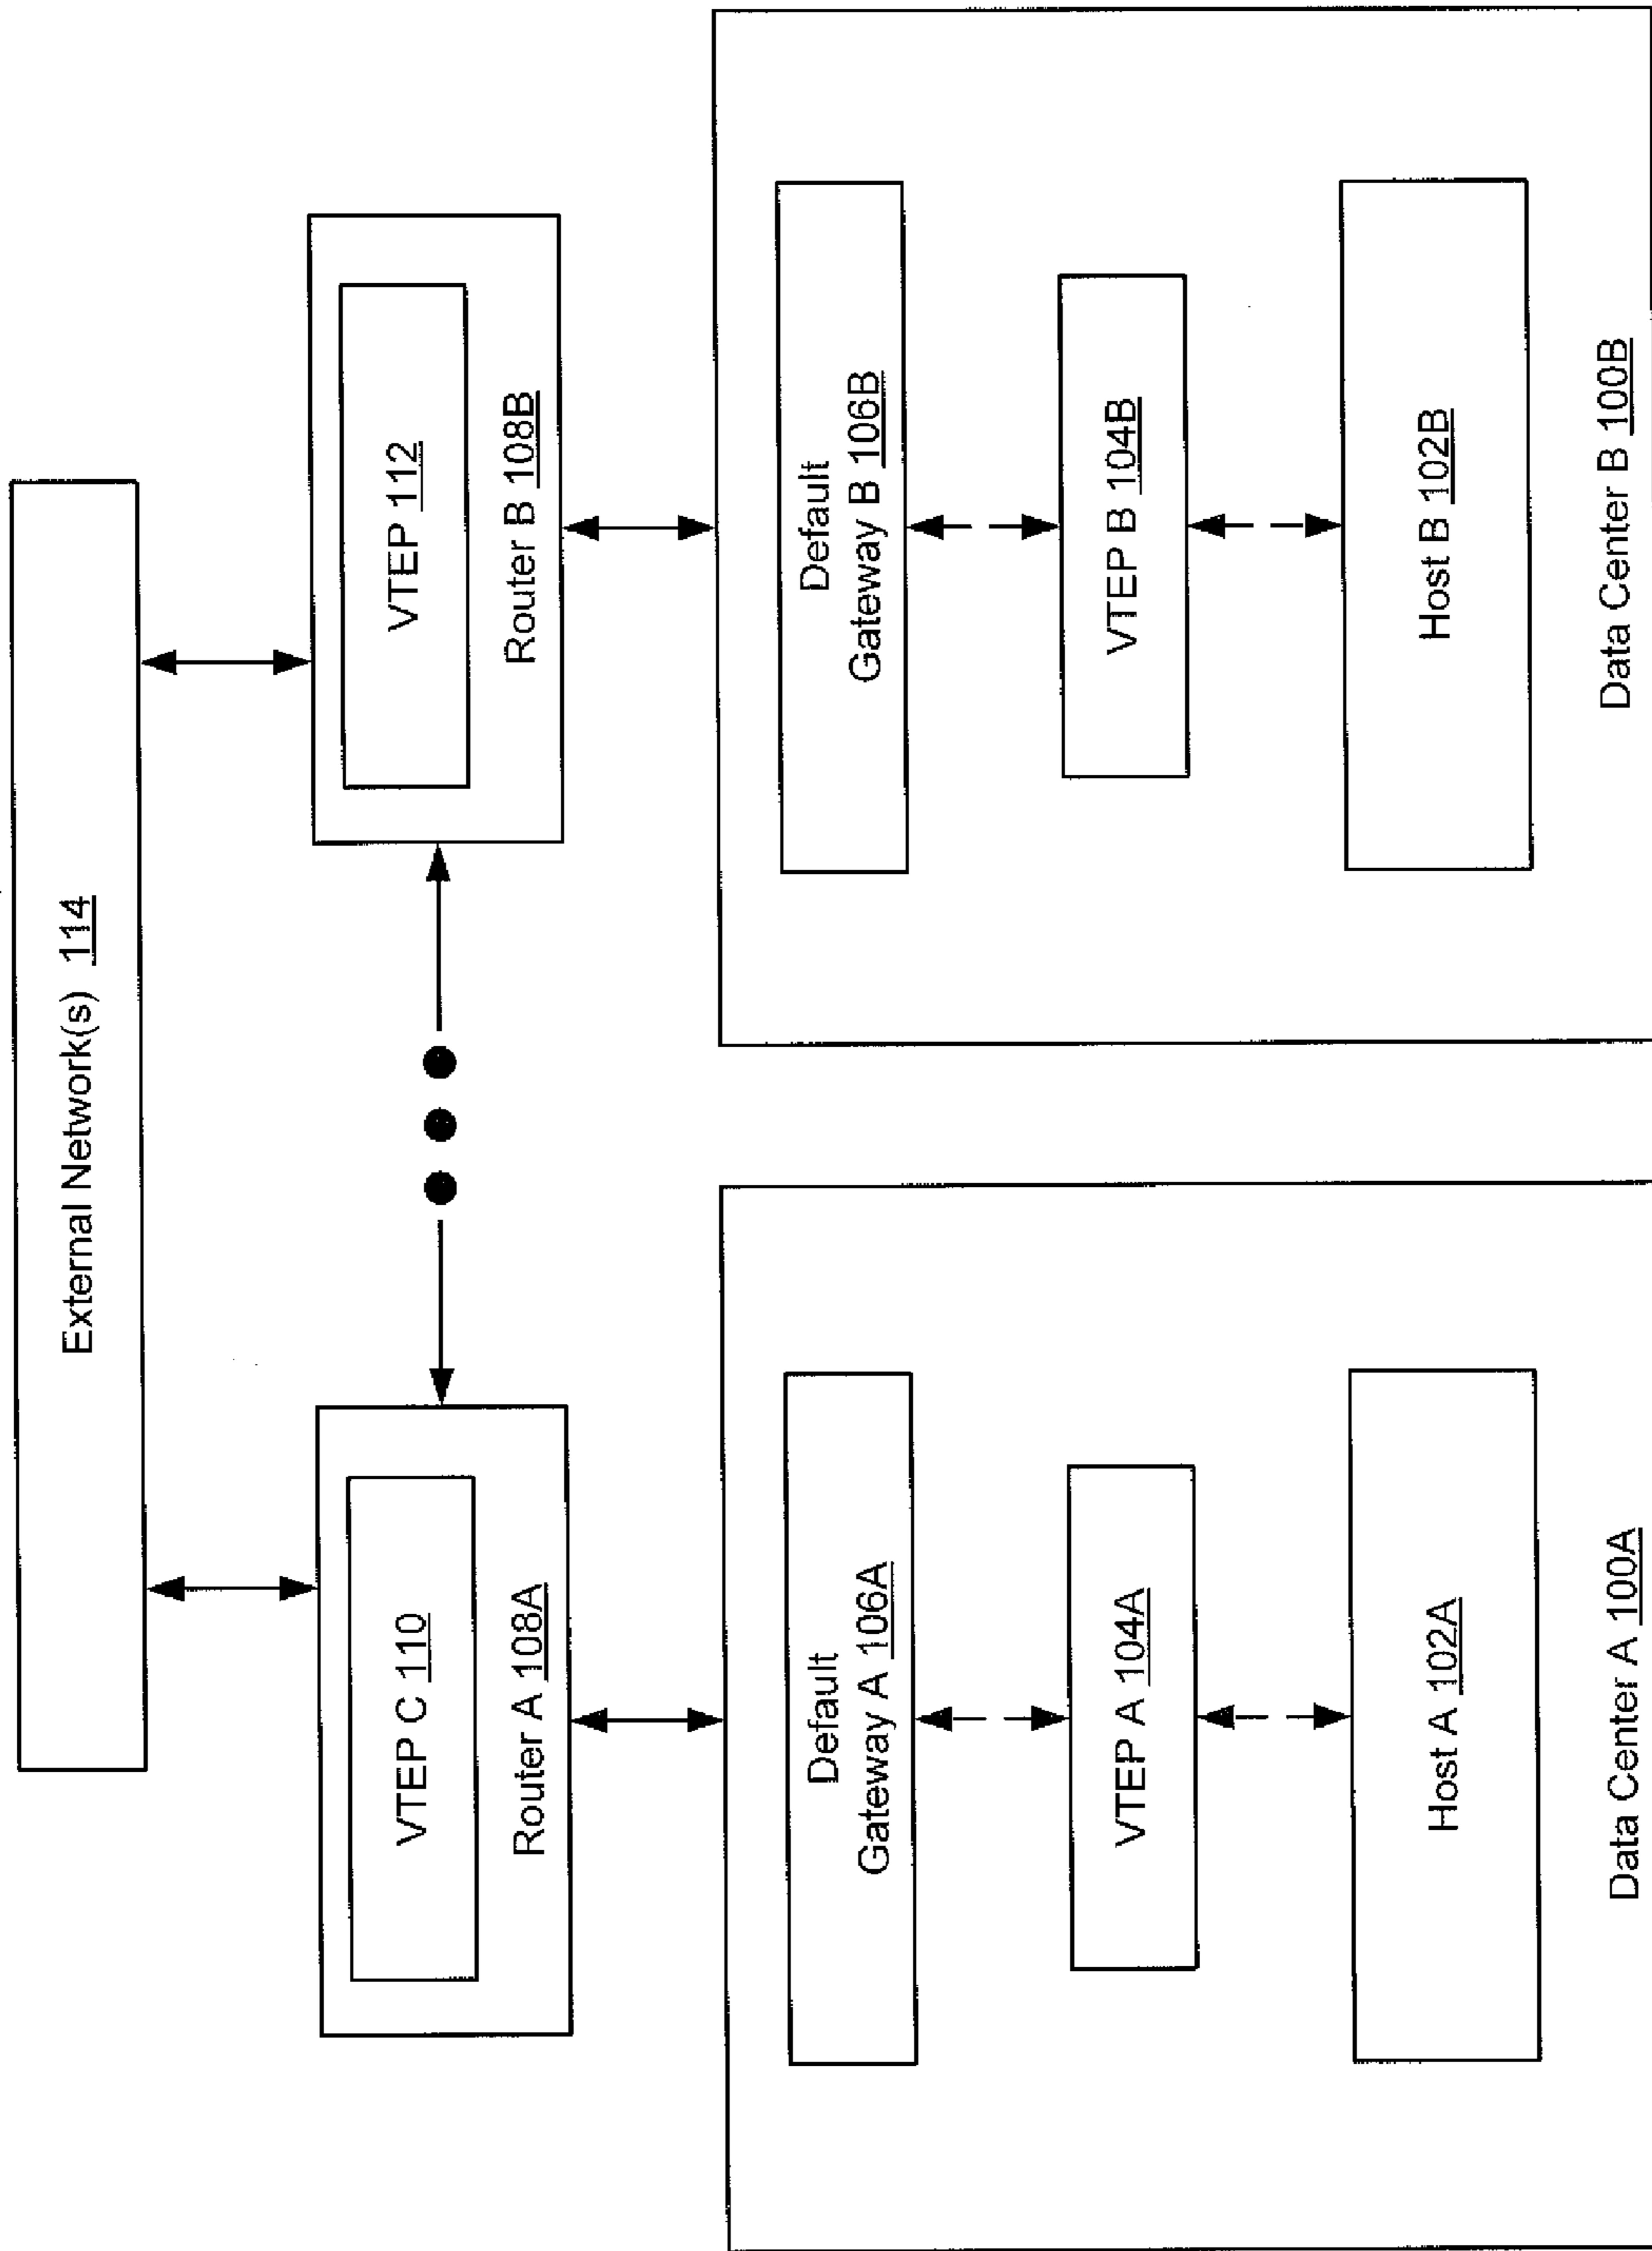 External Network(s) 114
VTEP C 110
Router A 108A
VTEP 112
Router B 108B
Default
Gateway A 106A
VTEP A 104A
Host A 102A
Data Center A 100A
Default
Gateway B 106B
VTEP B 104B
Host B 102B
Data Center B 100B